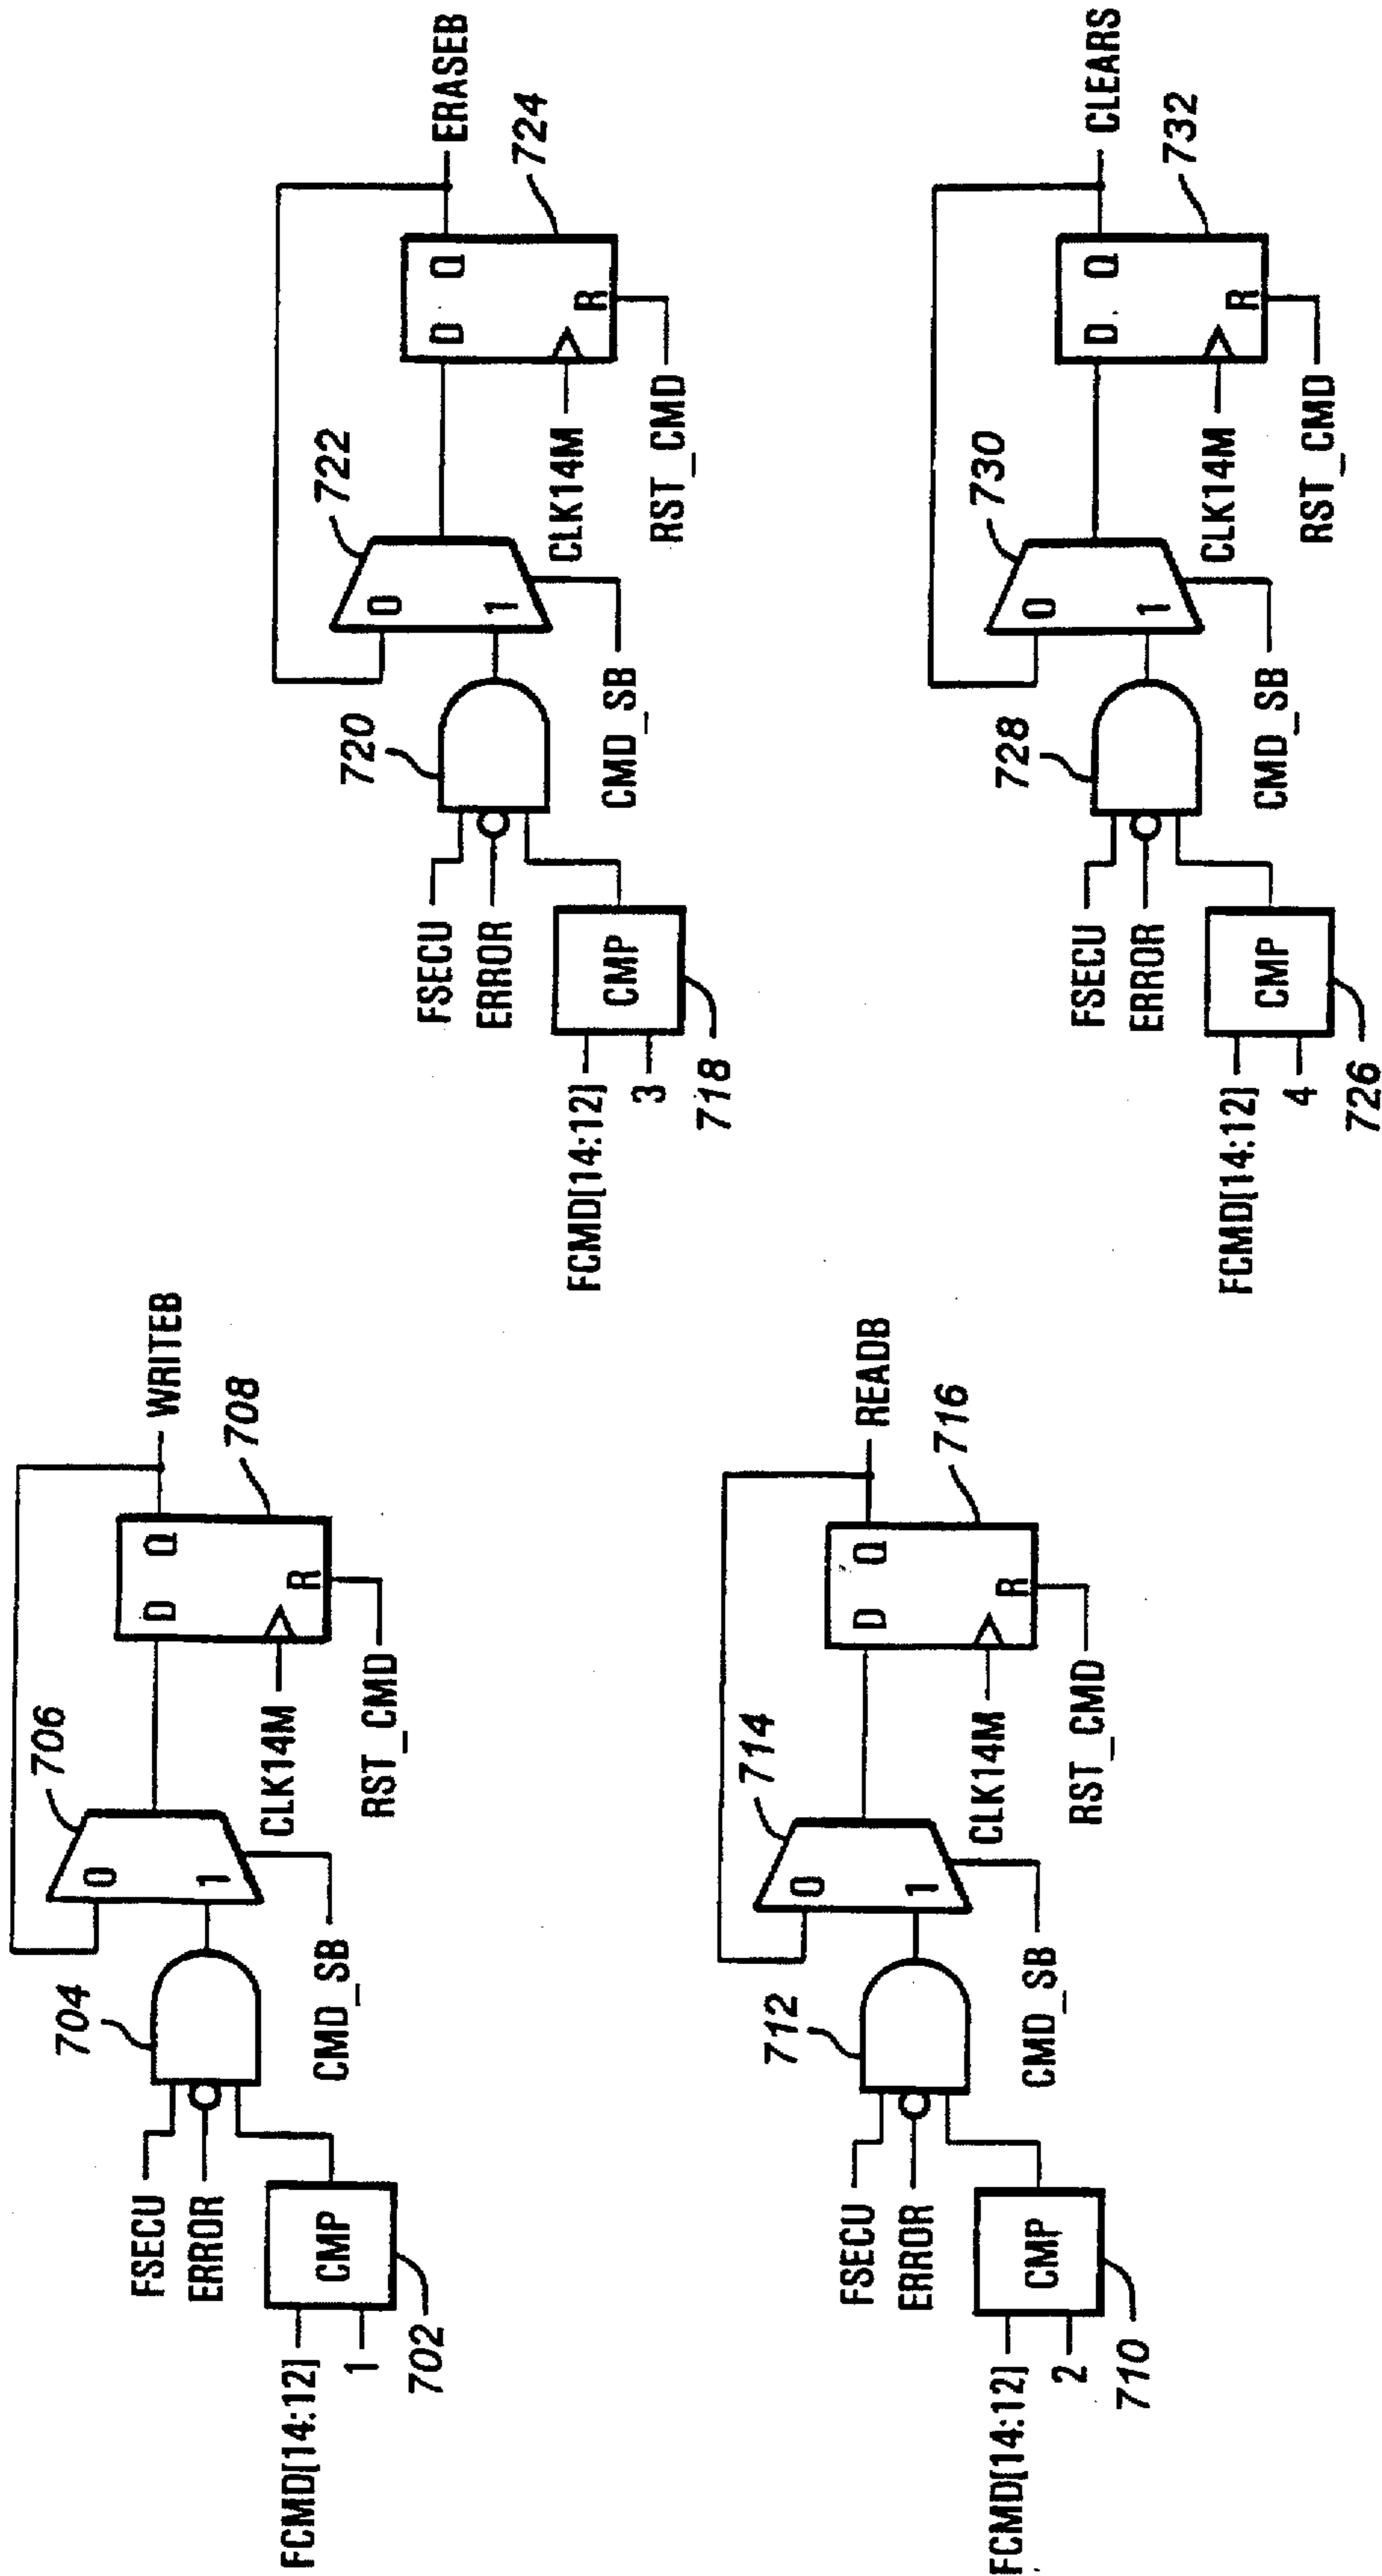 FCMD[14:12]
1
702
CMP
FSECU
ERROR
704
CMD_SB
706
0
1
CLK14M
RST_CMD
D Q
R
708
WRITEB
FCMD[14:12]
2
710
CMP
FSECU
ERROR
712
CMD_SB
714
0
1
CLK14M
RST_CMD
D Q
R
716
READB
FCMD[14:12]
3
718
CMP
FSECU
ERROR
720
CMD_SB
722
0
1
CLK14M
RST_CMD
D Q
R
724
ERASEB
FCMD[14:12]
4
726
CMP
FSECU
ERROR
728
CMD_SB
730
0
1
CLK14M
RST_CMD
D Q
R
732
CLEARS